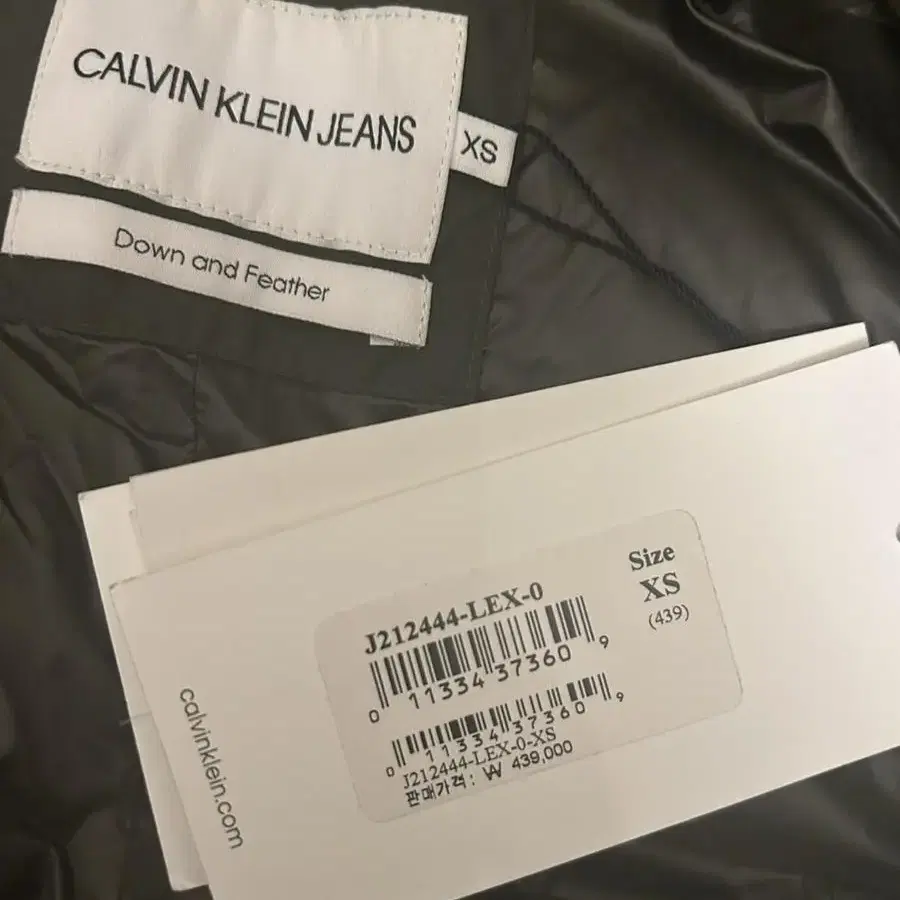 CALVIN KLEIN JEANS
XS
Down and Feather
Size
XS
(439)
J212444-LEX-0
0 11334 37360 9
0 11334 37360 9
J212444-LEX-0-XS
판매가격: ₩ 439,000
calvinklein.com